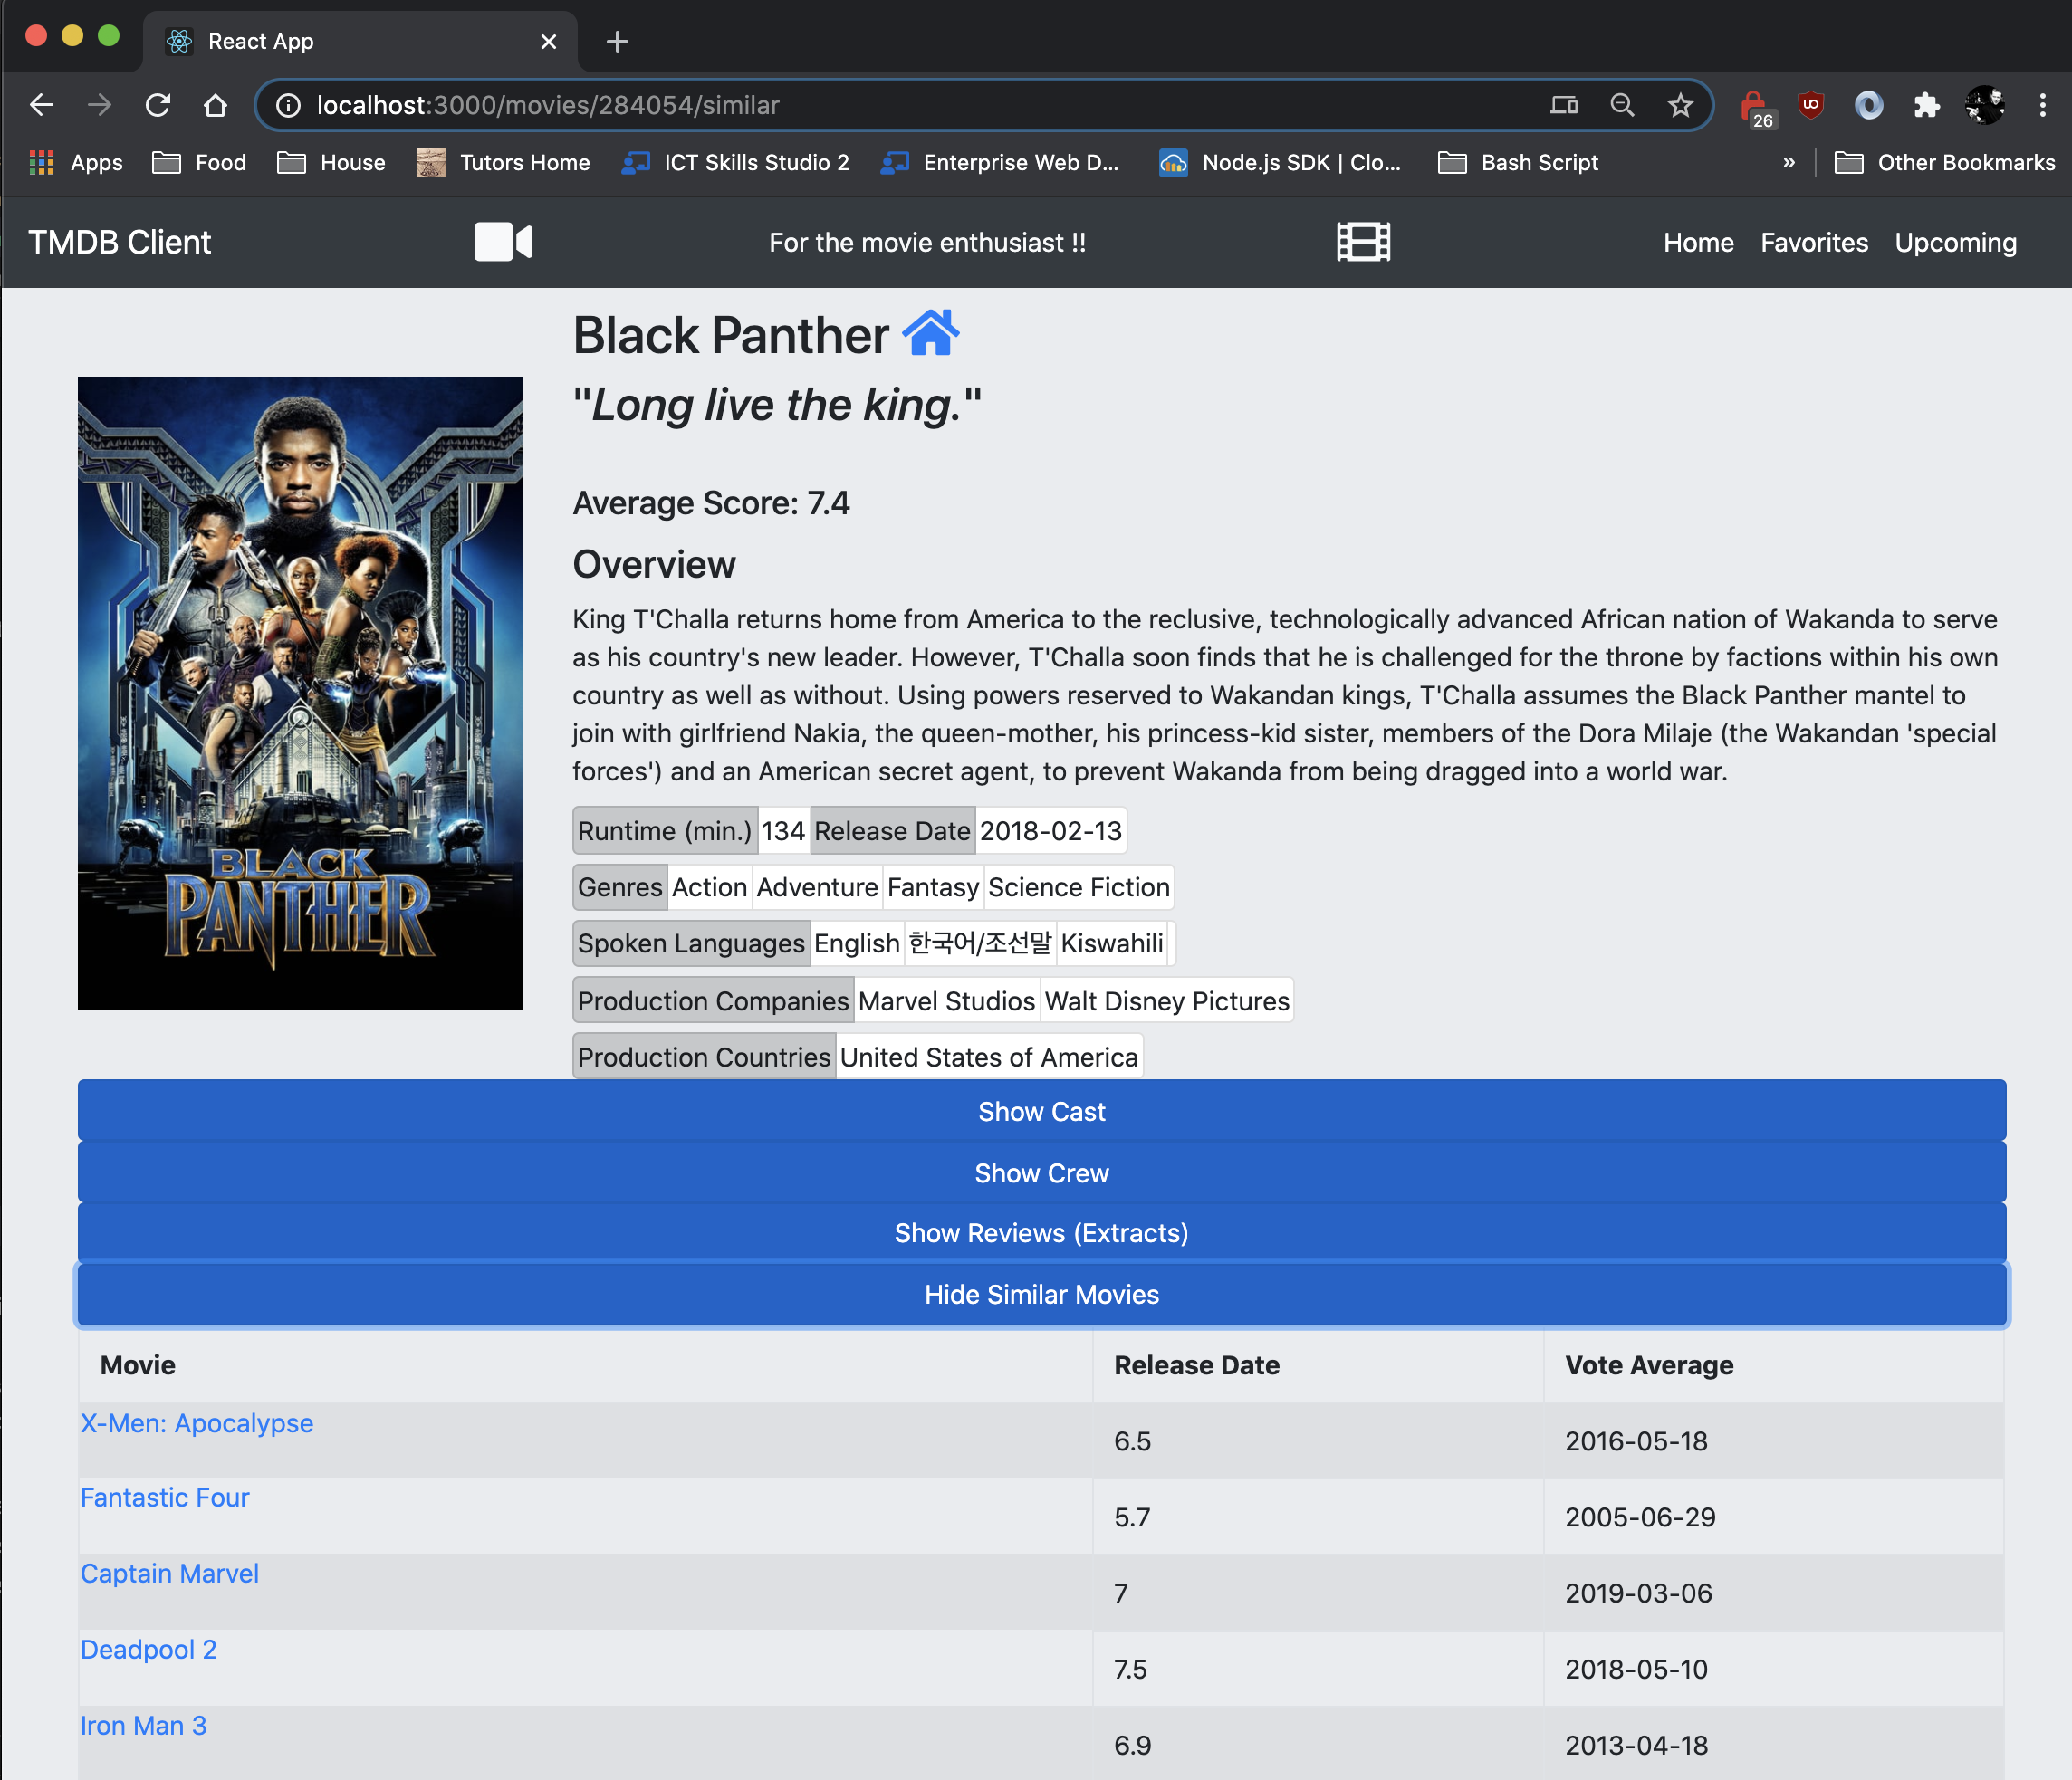 React App
localhost:3000/movies/284054/similar
26
Apps Food House Tutors Home ICT Skills Studio 2 Enterprise Web D... Node.js SDK | Clo... Bash Script » Other Bookmarks
TMDB Client For the movie enthusiast !! Home Favorites Upcoming
Black Panther
"Long live the king."
Average Score: 7.4
Overview
King T'Challa returns home from America to the reclusive, technologically advanced African nation of Wakanda to serve
as his country's new leader. However, T'Challa soon finds that he is challenged for the throne by factions within his own
country as well as without. Using powers reserved to Wakandan kings, T'Challa assumes the Black Panther mantel to
join with girlfriend Nakia, the queen-mother, his princess-kid sister, members of the Dora Milaje (the Wakandan 'special
forces') and an American secret agent, to prevent Wakanda from being dragged into a world war.
BLACK
PANTHER
Runtime (min.) 134 Release Date 2018-02-13
Genres Action Adventure Fantasy Science Fiction
Spoken Languages English 한국어/조선말 Kiswahili
Production Companies Marvel Studios Walt Disney Pictures
Production Countries United States of America
Show Cast
Show Crew
Show Reviews (Extracts)
Hide Similar Movies
Movie Release Date Vote Average
X-Men: Apocalypse 6.5 2016-05-18
Fantastic Four 5.7 2005-06-29
Captain Marvel 7 2019-03-06
Deadpool 2 7.5 2018-05-10
Iron Man 3 6.9 2013-04-18